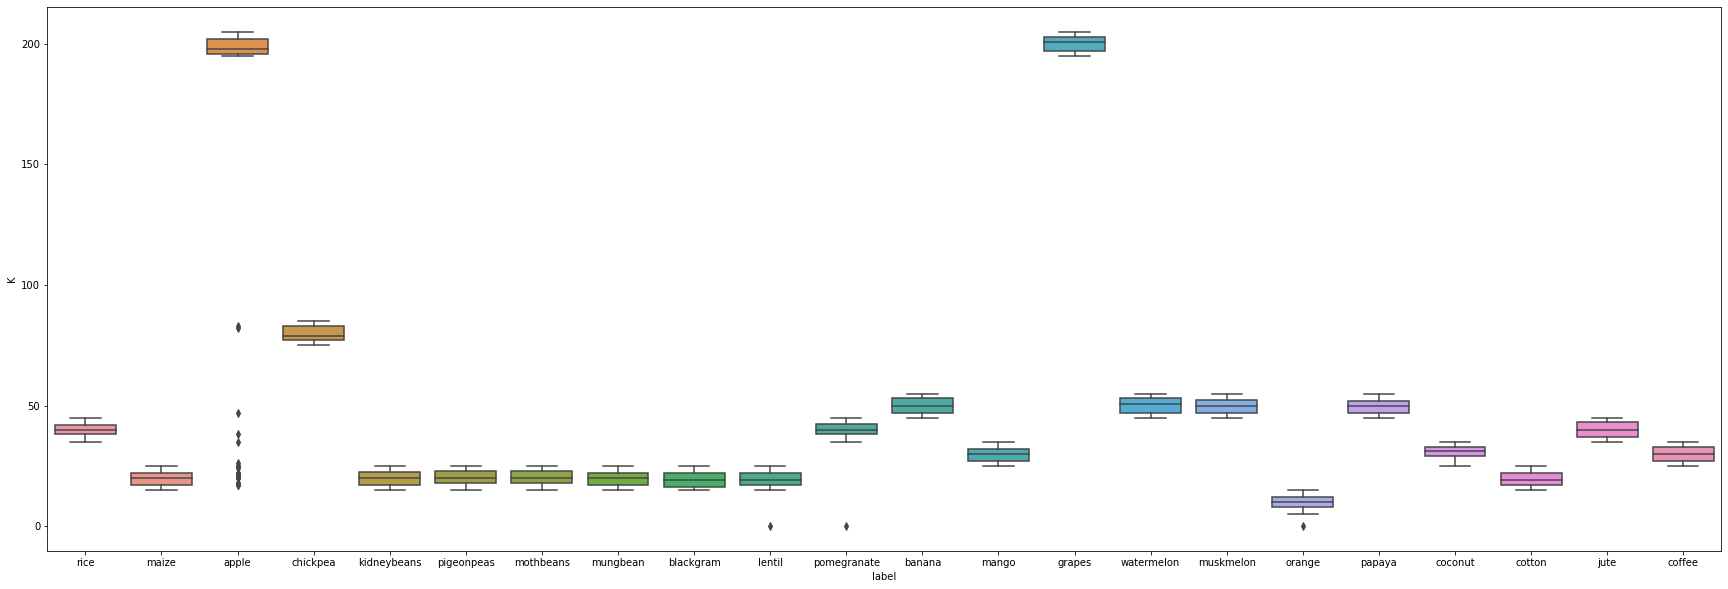 200
150
100
50
0
K
rice maize apple chickpea kidneybeans pigeonpeas mothbeans mungbean blackgram lentil pomegranate banana mango grapes watermelon muskmelon orange papaya coconut cotton jute coffee
label